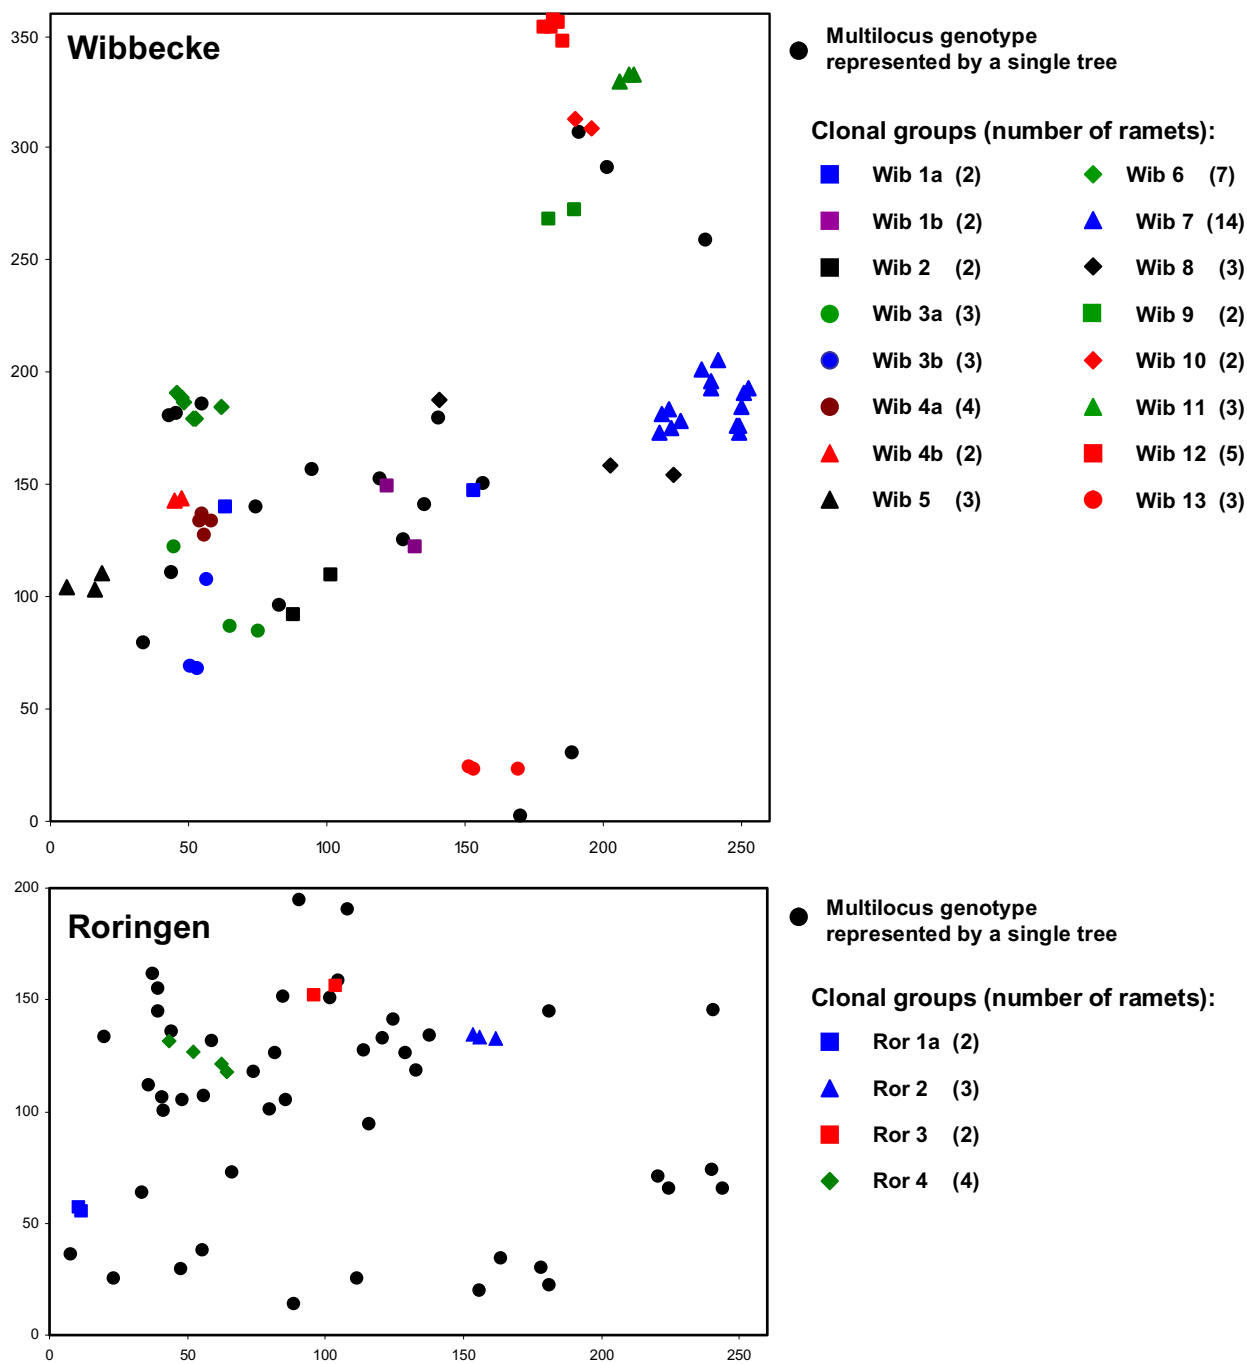 Wibbecke
350
300
250
200
150
100
50
0
0 50 100 150 200 250
Multilocus genotype
represented by a single tree
Clonal groups (number of ramets):
Wib 1a (2) Wib 6 (7)
Wib 1b (2) Wib 7 (14)
Wib 2 (2) Wib 8 (3)
Wib 3a (3) Wib 9 (2)
Wib 3b (3) Wib 10 (2)
Wib 4a (4) Wib 11 (3)
Wib 4b (2) Wib 12 (5)
Wib 5 (3) Wib 13 (3)
Roringen
200
150
100
50
0
0 50 100 150 200 250
Multilocus genotype
represented by a single tree
Clonal groups (number of ramets):
Ror 1a (2)
Ror 2 (3)
Ror 3 (2)
Ror 4 (4)